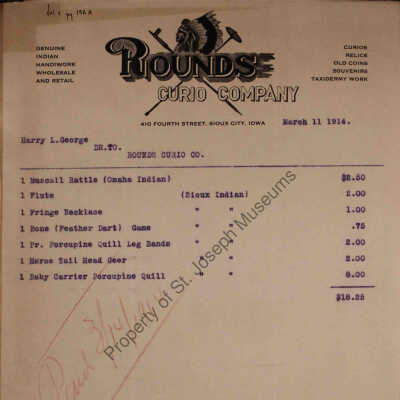 GENUINE
INDIAN
HANDIWORK
WHOLESALE
AND RETAIL
ROUNDS
CURIO COMPANY
CURIOS
RELICS
OLD COINS
SOUVENIRS
TAXIDERMY WORK
410 FOURTH STREET, SIOUX CITY, IOWA
March 11 1914.
Harry L.George
DR.TO.
ROUNDS CURIO CO.
1 Muscall Rattle (Omaha Indian) $2.50
1 Flute (Sioux Indian) 2.00
1 Fringe Necklace " " 1.00
1 Bone (Feather Dart) Game " " .75
1 Pr. Porcupine Quill Leg Bands " " 2.00
1 Horse Tail Head Geer " " 2.00
1 Baby Carrier Porcupine Quill " " 8.00
$18.25
Paid
Property of St. Joseph Museums